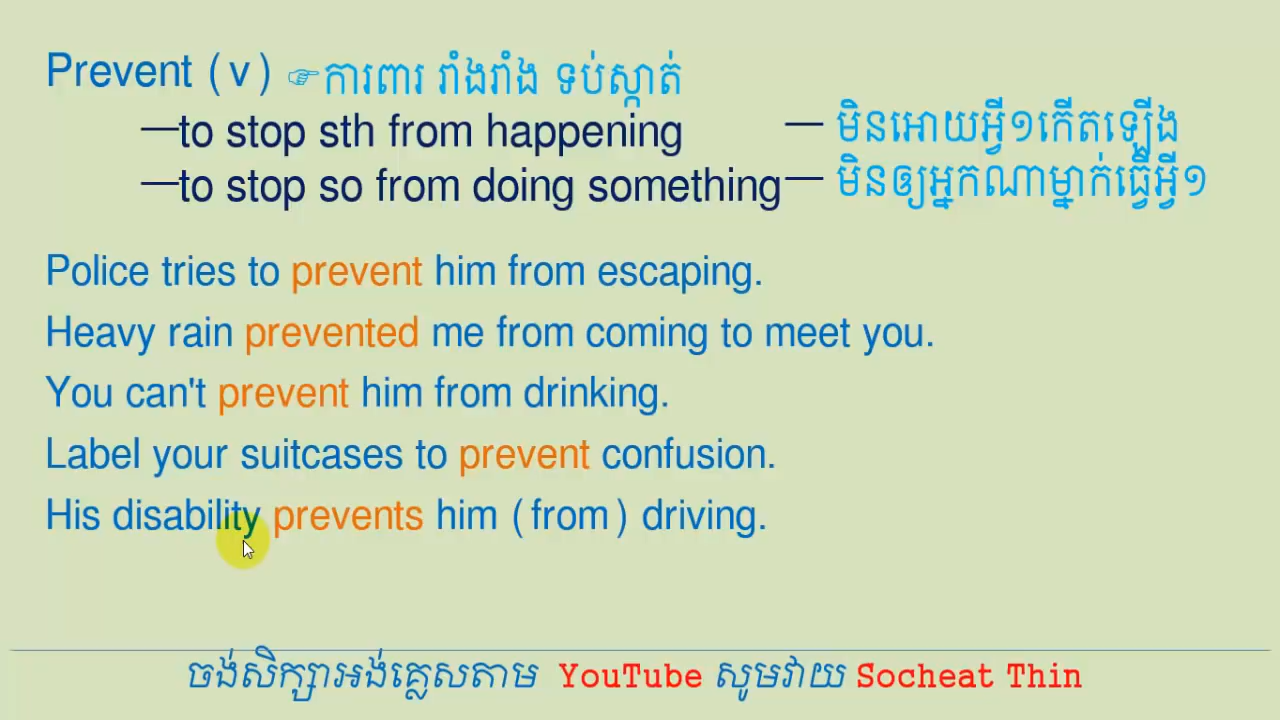 Prevent (v) ☞ការពារ រាំងរាំង ទប់ស្កាត់
—to stop sth from happening — មិនអោយអ្វី១កើតឡើង
—to stop so from doing something— មិនឲ្យអ្នកណាម្នាក់ធ្វើអ្វី១
Police tries to prevent him from escaping.
Heavy rain prevented me from coming to meet you.
You can't prevent him from drinking.
Label your suitcases to prevent confusion.
His disability prevents him (from) driving.
ចង់សិក្សាអង់គ្លេសតាម YouTube សូមវាយ Socheat Thin